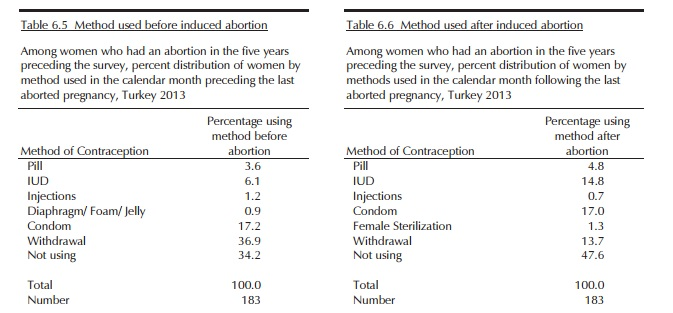 Table 6.5 Method used before induced abortion
Among women who had an abortion in the five years
preceding the survey, percent distribution of women by
method used in the calendar month preceding the last
aborted pregnancy, Turkey 2013
Percentage using
method before
Method of Contraception abortion
Pill 3.6
IUD 6.1
Injections 1.2
Diaphragm/ Foam/ Jelly 0.9
Condom 17.2
Withdrawal 36.9
Not using 34.2
Total 100.0
Number 183
Table 6.6 Method used after induced abortion
Among women who had an abortion in the five years
preceding the survey, percent distribution of women by
methods used in the calendar month following the last
aborted pregnancy, Turkey 2013
Percentage using
method after
Method of Contraception abortion
Pill 4.8
IUD 14.8
Injections 0.7
Condom 17.0
Female Sterilization 1.3
Withdrawal 13.7
Not using 47.6
Total 100.0
Number 183